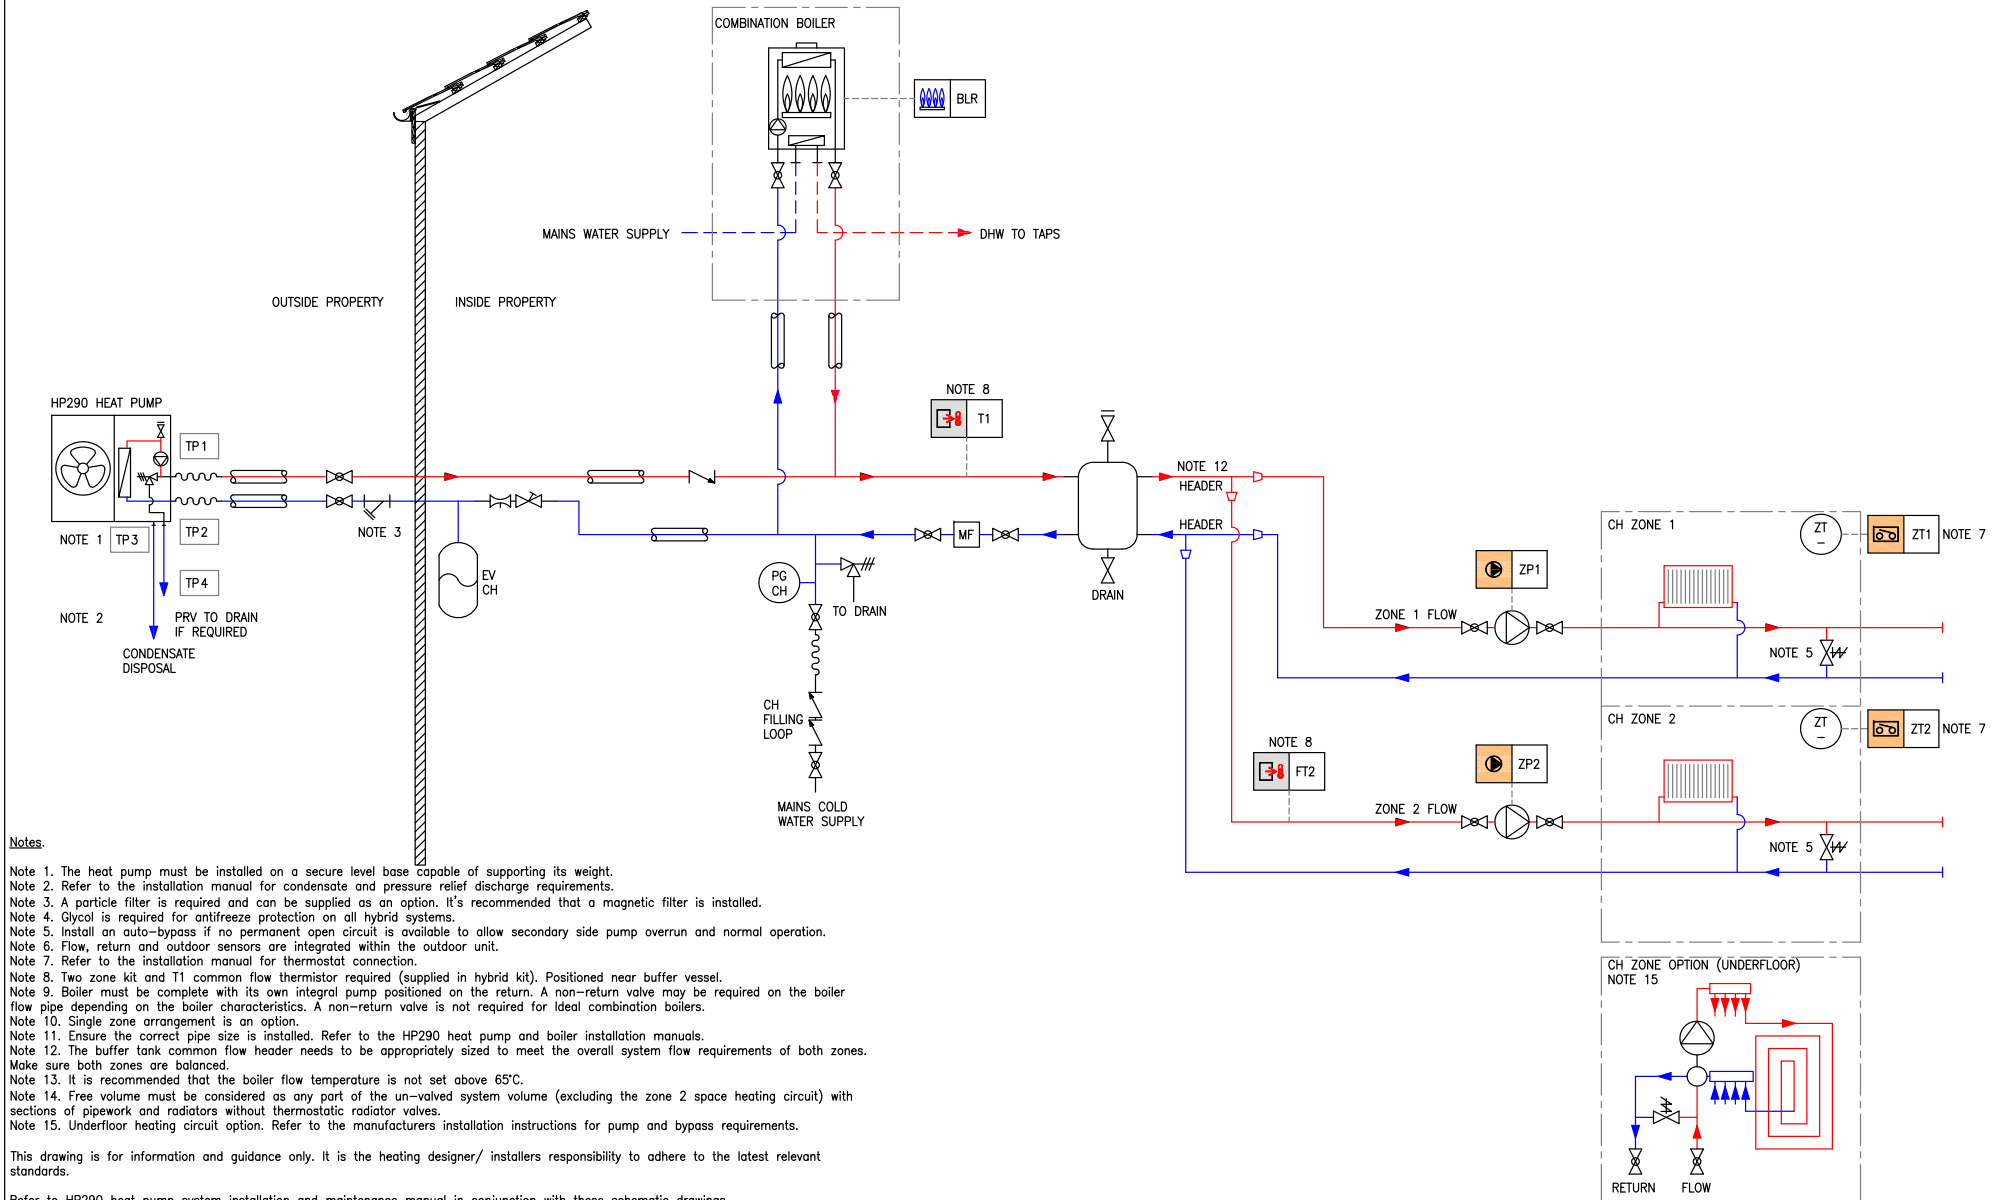 COMBINATION BOILER
BLR
MAINS WATER SUPPLY
DHW TO TAPS
OUTSIDE PROPERTY
INSIDE PROPERTY
NOTE 8
T1
HP290 HEAT PUMP
TP1
TP2
NOTE 1
TP3
TP4
NOTE 2
PRV TO DRAIN
IF REQUIRED
CONDENSATE
DISPOSAL
NOTE 3
EV
CH
PG
CH
TO DRAIN
CH
FILLING
LOOP
MAINS COLD
WATER SUPPLY
MF
DRAIN
NOTE 12
HEADER
HEADER
CH ZONE 1
ZT
–
ZT1
NOTE 7
ZP1
ZONE 1 FLOW
NOTE 5
CH ZONE 2
ZT
–
ZT2
NOTE 7
NOTE 8
FT2
ZP2
ZONE 2 FLOW
NOTE 5
CH ZONE OPTION (UNDERFLOOR)
NOTE 15
RETURN
FLOW
Notes.
Note 1. The heat pump must be installed on a secure level base capable of supporting its weight.
Note 2. Refer to the installation manual for condensate and pressure relief discharge requirements.
Note 3. A particle filter is required and can be supplied as an option. It's recommended that a magnetic filter is installed.
Note 4. Glycol is required for antifreeze protection on all hybrid systems.
Note 5. Install an auto–bypass if no permanent open circuit is available to allow secondary side pump overrun and normal operation.
Note 6. Flow, return and outdoor sensors are integrated within the outdoor unit.
Note 7. Refer to the installation manual for thermostat connection.
Note 8. Two zone kit and T1 common flow thermistor required (supplied in hybrid kit). Positioned near buffer vessel.
Note 9. Boiler must be complete with its own integral pump positioned on the return. A non–return valve may be required on the boiler
flow pipe depending on the boiler characteristics. A non–return valve is not required for Ideal combination boilers.
Note 10. Single zone arrangement is an option.
Note 11. Ensure the correct pipe size is installed. Refer to the HP290 heat pump and boiler installation manuals.
Note 12. The buffer tank common flow header needs to be appropriately sized to meet the overall system flow requirements of both zones.
Make sure both zones are balanced.
Note 13. It is recommended that the boiler flow temperature is not set above 65°C.
Note 14. Free volume must be considered as any part of the un–valved system volume (excluding the zone 2 space heating circuit) with
sections of pipework and radiators without thermostatic radiator valves.
Note 15. Underfloor heating circuit option. Refer to the manufacturers installation instructions for pump and bypass requirements.
This drawing is for information and guidance only. It is the heating designer/ installers responsibility to adhere to the latest relevant
standards.
Refer to HP290 heat pump system installation and maintenance manual in conjunction with these schematic drawings